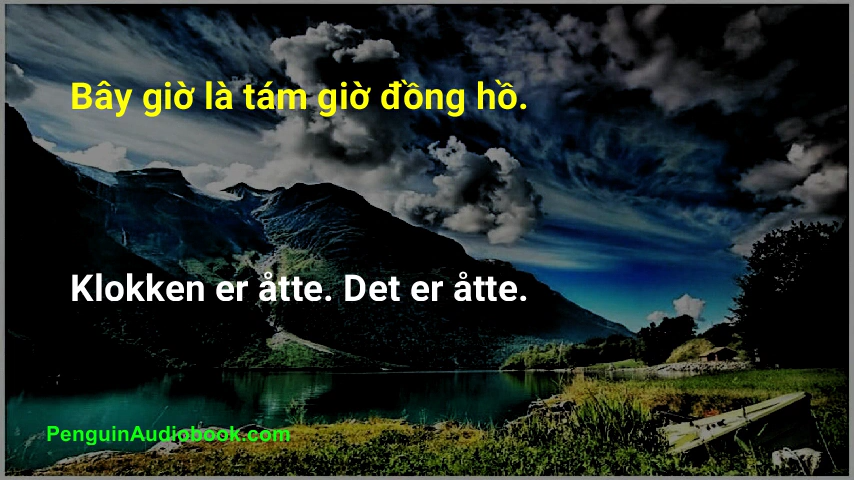 Bây giờ là tám giờ đồng hồ.
Klokken er åtte. Det er åtte.
PenguinAudiobook.com